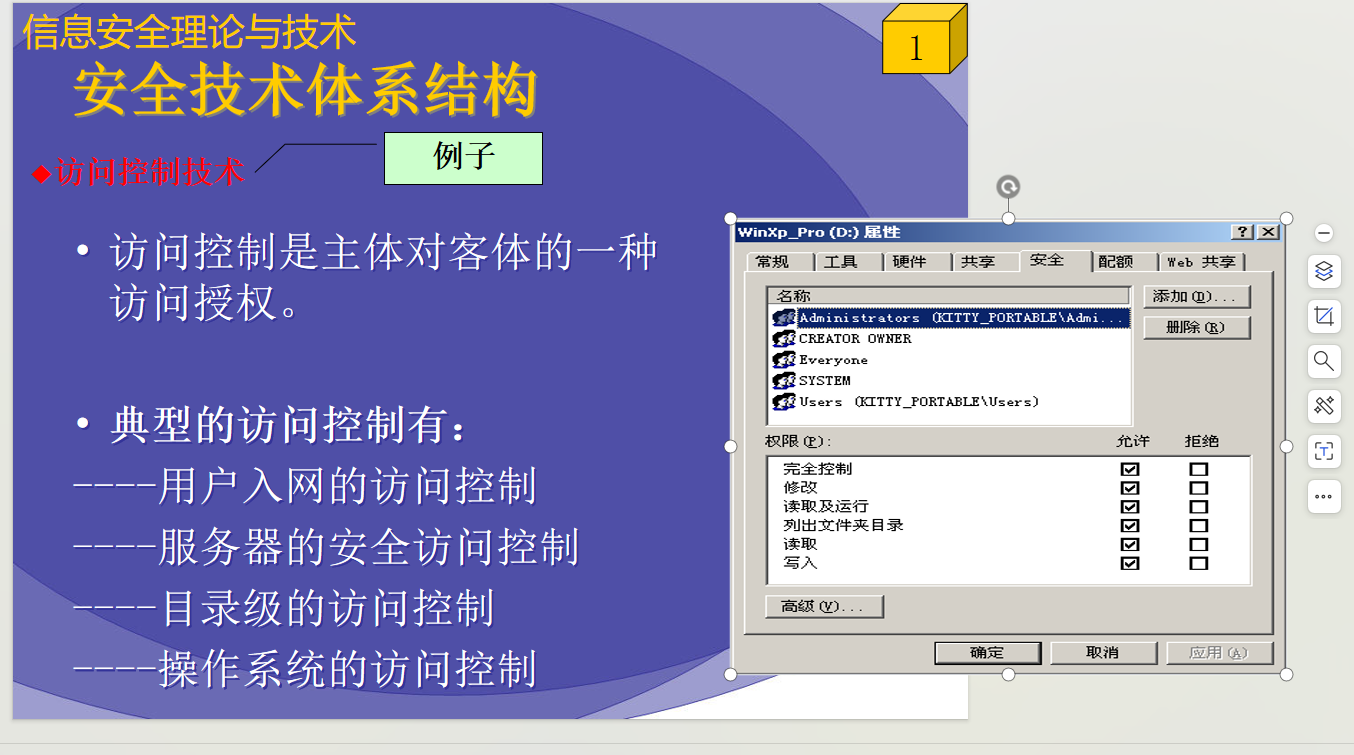 信息安全理论与技术
1
安全技术体系结构
◆访问控制技术
例子
• 访问控制是主体对客体的一种
访问授权。
• 典型的访问控制有：
----用户入网的访问控制
----服务器的安全访问控制
----目录级的访问控制
----操作系统的访问控制
WinXp_Pro (D:) 属性
常规 工具 硬件 共享 安全 配额 Web 共享
名称
添加(D)...
Administrators (KITTY_PORTABLE\Admi...
删除(R)
CREATOR OWNER
Everyone
SYSTEM
Users (KITTY_PORTABLE\Users)
权限(P): 允许 拒绝
完全控制
修改
读取及运行
列出文件夹目录
读取
写入
高级(V)...
确定 取消 应用(A)